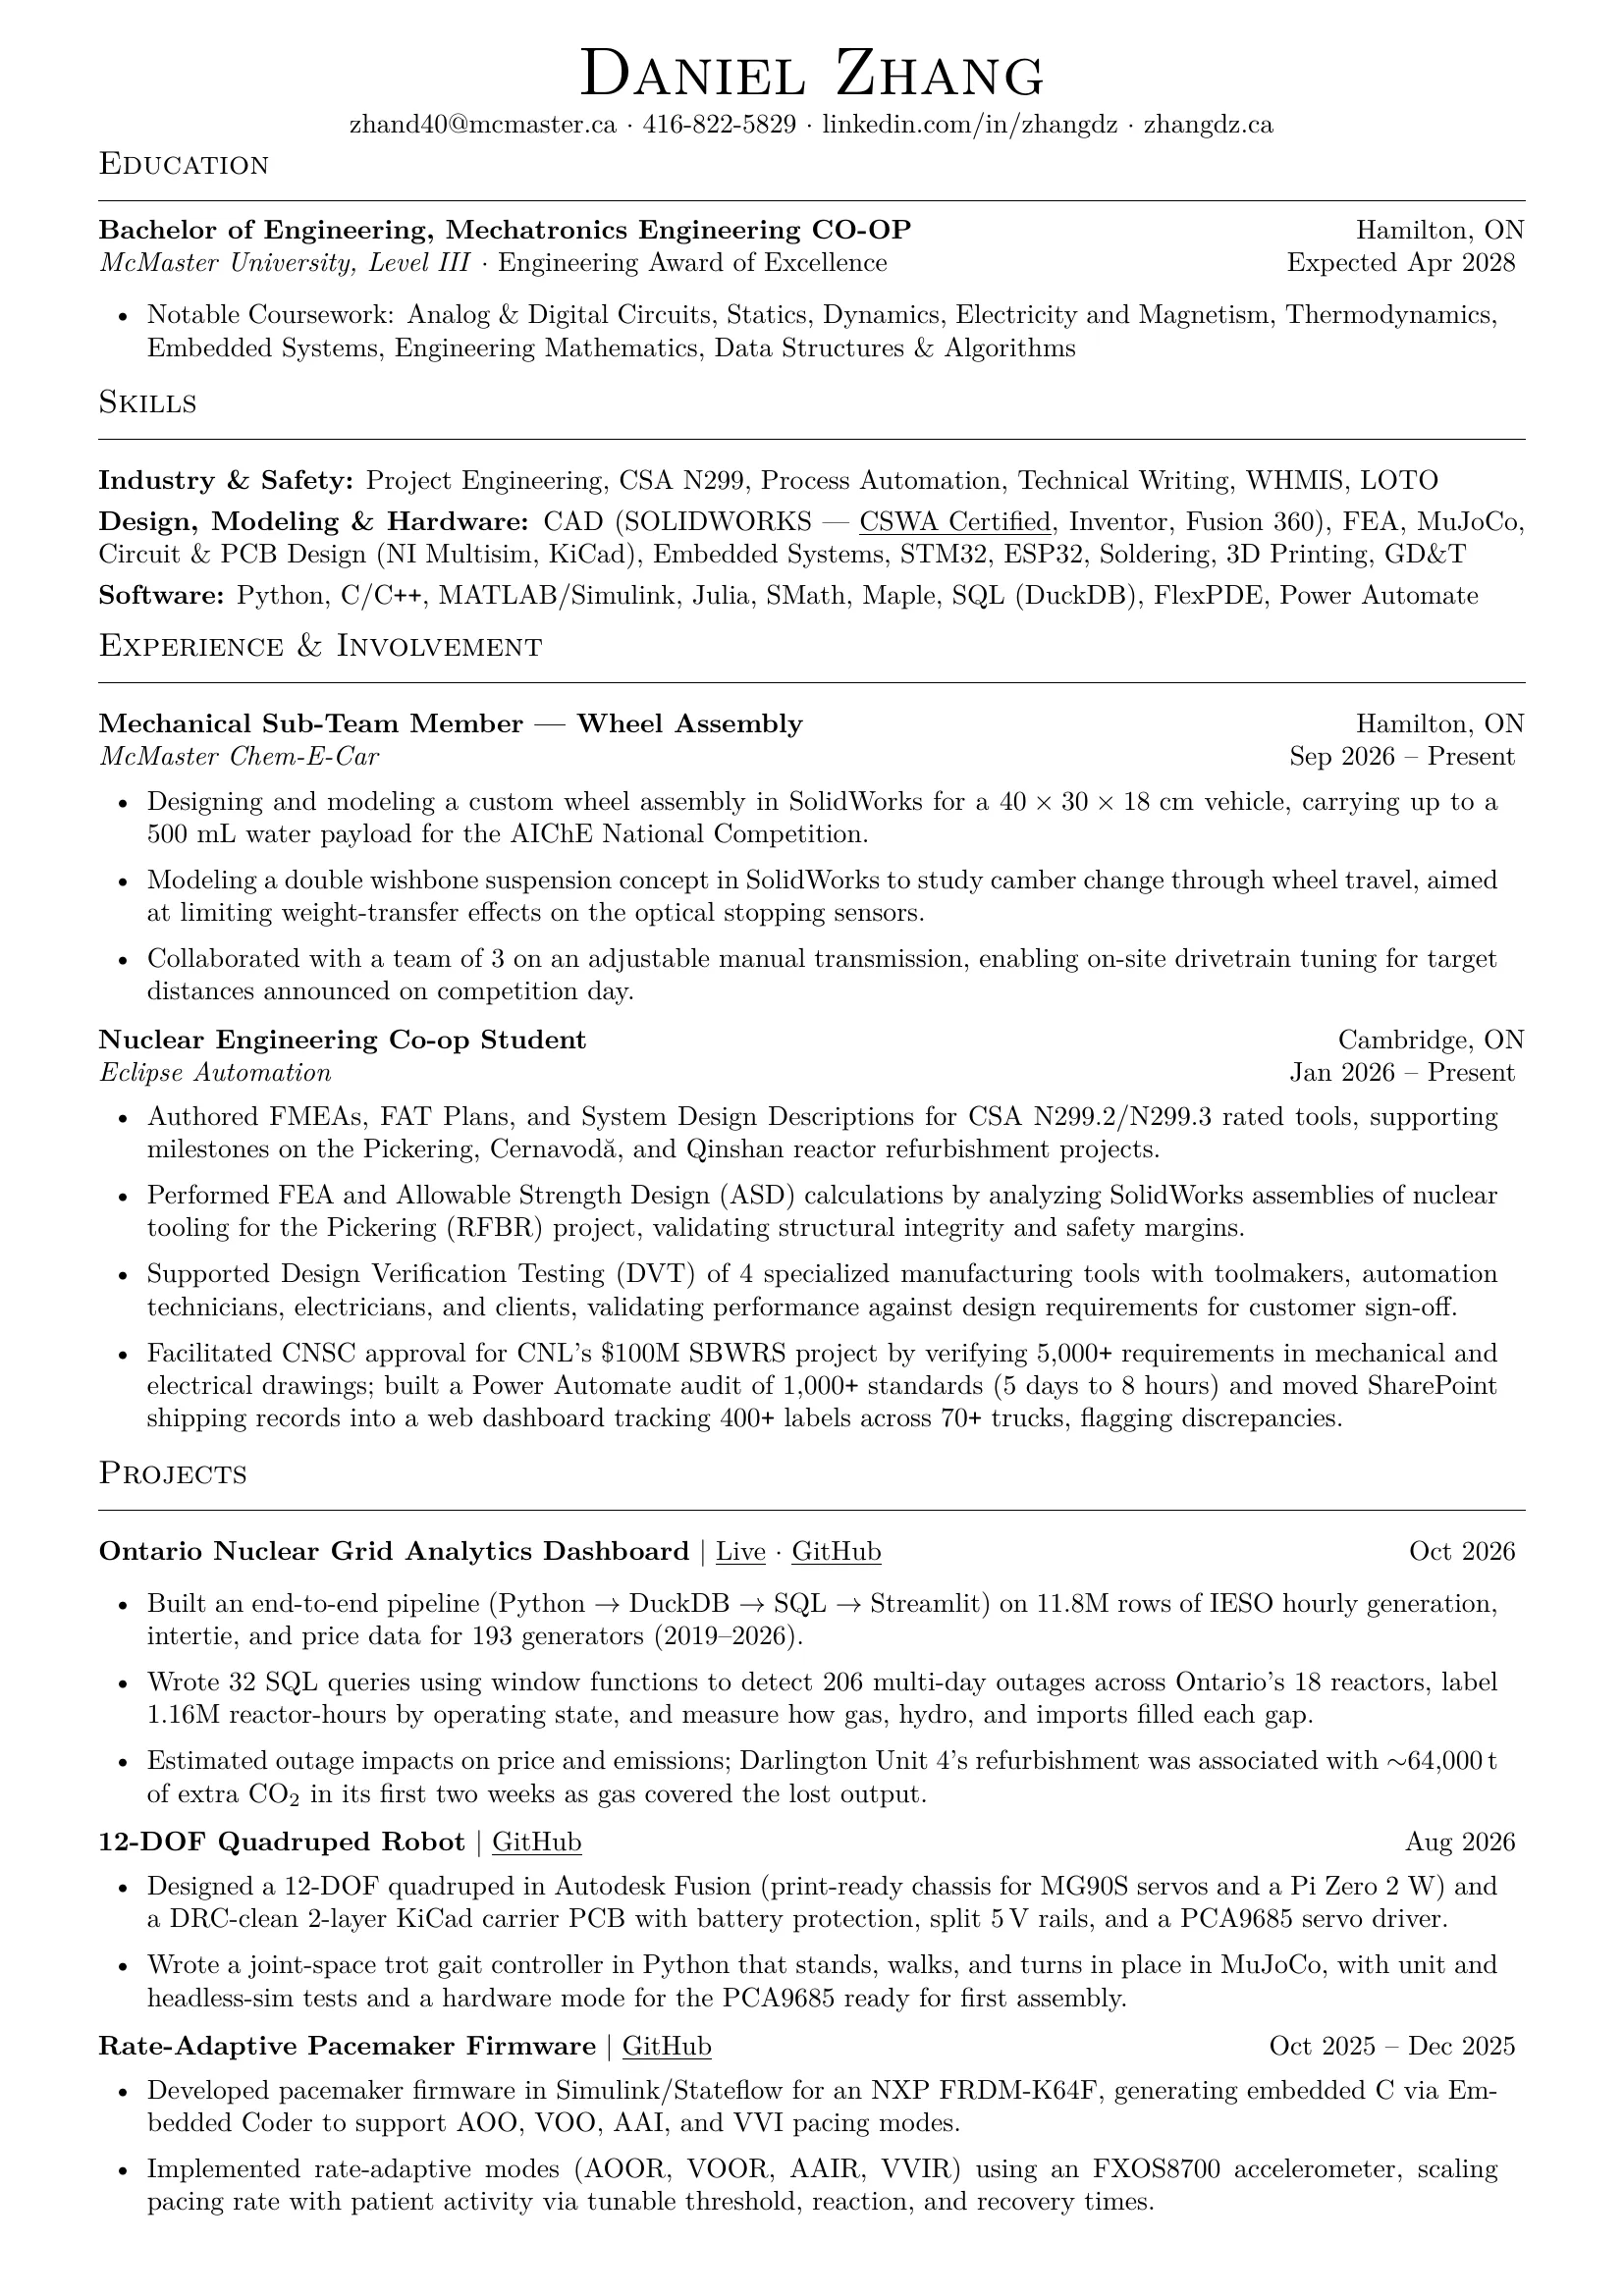 DANIEL ZHANG
zhand40@mcmaster.ca · 416-822-5829 · linkedin.com/in/zhangdz · zhangdz.ca
EDUCATION
Bachelor of Engineering, Mechatronics Engineering CO-OP Hamilton, ON
McMaster University, Level III · Engineering Award of Excellence Expected Apr 2028
• Notable Coursework: Analog & Digital Circuits, Statics, Dynamics, Electricity and Magnetism, Thermodynamics,
Embedded Systems, Engineering Mathematics, Data Structures & Algorithms
SKILLS
Industry & Safety: Project Engineering, CSA N299, Process Automation, Technical Writing, WHMIS, LOTO
Design, Modeling & Hardware: CAD (SOLIDWORKS — CSWA Certified, Inventor, Fusion 360), FEA, MuJoCo,
Circuit & PCB Design (NI Multisim, KiCad), Embedded Systems, STM32, ESP32, Soldering, 3D Printing, GD&T
Software: Python, C/C++, MATLAB/Simulink, Julia, SMath, Maple, SQL (DuckDB), FlexPDE, Power Automate
EXPERIENCE & INVOLVEMENT
Mechanical Sub-Team Member — Wheel Assembly Hamilton, ON
McMaster Chem-E-Car Sep 2026 – Present
• Designing and modeling a custom wheel assembly in SolidWorks for a 40 × 30 × 18 cm vehicle, carrying up to a
500 mL water payload for the AIChE National Competition.
• Modeling a double wishbone suspension concept in SolidWorks to study camber change through wheel travel, aimed
at limiting weight-transfer effects on the optical stopping sensors.
• Collaborated with a team of 3 on an adjustable manual transmission, enabling on-site drivetrain tuning for target
distances announced on competition day.
Nuclear Engineering Co-op Student Cambridge, ON
Eclipse Automation Jan 2026 – Present
• Authored FMEAs, FAT Plans, and System Design Descriptions for CSA N299.2/N299.3 rated tools, supporting
milestones on the Pickering, Cernavodă, and Qinshan reactor refurbishment projects.
• Performed FEA and Allowable Strength Design (ASD) calculations by analyzing SolidWorks assemblies of nuclear
tooling for the Pickering (RFBR) project, validating structural integrity and safety margins.
• Supported Design Verification Testing (DVT) of 4 specialized manufacturing tools with toolmakers, automation
technicians, electricians, and clients, validating performance against design requirements for customer sign-off.
• Facilitated CNSC approval for CNL's $100M SBWRS project by verifying 5,000+ requirements in mechanical and
electrical drawings; built a Power Automate audit of 1,000+ standards (5 days to 8 hours) and moved SharePoint
shipping records into a web dashboard tracking 400+ labels across 70+ trucks, flagging discrepancies.
PROJECTS
Ontario Nuclear Grid Analytics Dashboard | Live · GitHub Oct 2026
• Built an end-to-end pipeline (Python → DuckDB → SQL → Streamlit) on 11.8M rows of IESO hourly generation,
intertie, and price data for 193 generators (2019–2026).
• Wrote 32 SQL queries using window functions to detect 206 multi-day outages across Ontario's 18 reactors, label
1.16M reactor-hours by operating state, and measure how gas, hydro, and imports filled each gap.
• Estimated outage impacts on price and emissions; Darlington Unit 4's refurbishment was associated with ~64,000 t
of extra CO₂ in its first two weeks as gas covered the lost output.
12-DOF Quadruped Robot | GitHub Aug 2026
• Designed a 12-DOF quadruped in Autodesk Fusion (print-ready chassis for MG90S servos and a Pi Zero 2 W) and
a DRC-clean 2-layer KiCad carrier PCB with battery protection, split 5 V rails, and a PCA9685 servo driver.
• Wrote a joint-space trot gait controller in Python that stands, walks, and turns in place in MuJoCo, with unit and
headless-sim tests and a hardware mode for the PCA9685 ready for first assembly.
Rate-Adaptive Pacemaker Firmware | GitHub Oct 2025 – Dec 2025
• Developed pacemaker firmware in Simulink/Stateflow for an NXP FRDM-K64F, generating embedded C via Em-
bedded Coder to support AOO, VOO, AAI, and VVI pacing modes.
• Implemented rate-adaptive modes (AOOR, VOOR, AAIR, VVIR) using an FXOS8700 accelerometer, scaling
pacing rate with patient activity via tunable threshold, reaction, and recovery times.